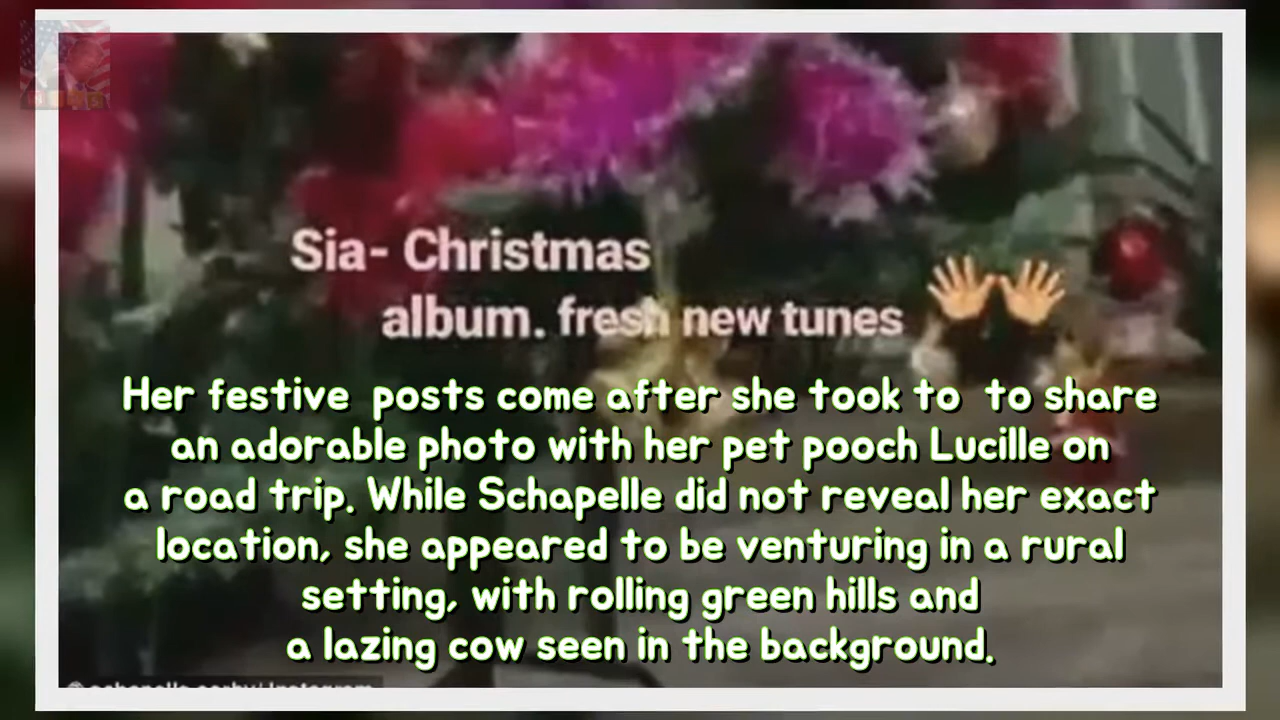 Sia- Christmas
album. fresh new tunes
Her festive posts come after she took to to share
an adorable photo with her pet pooch Lucille on
a road trip. While Schapelle did not reveal her exact
location, she appeared to be venturing in a rural
setting, with rolling green hills and
a lazing cow seen in the background.